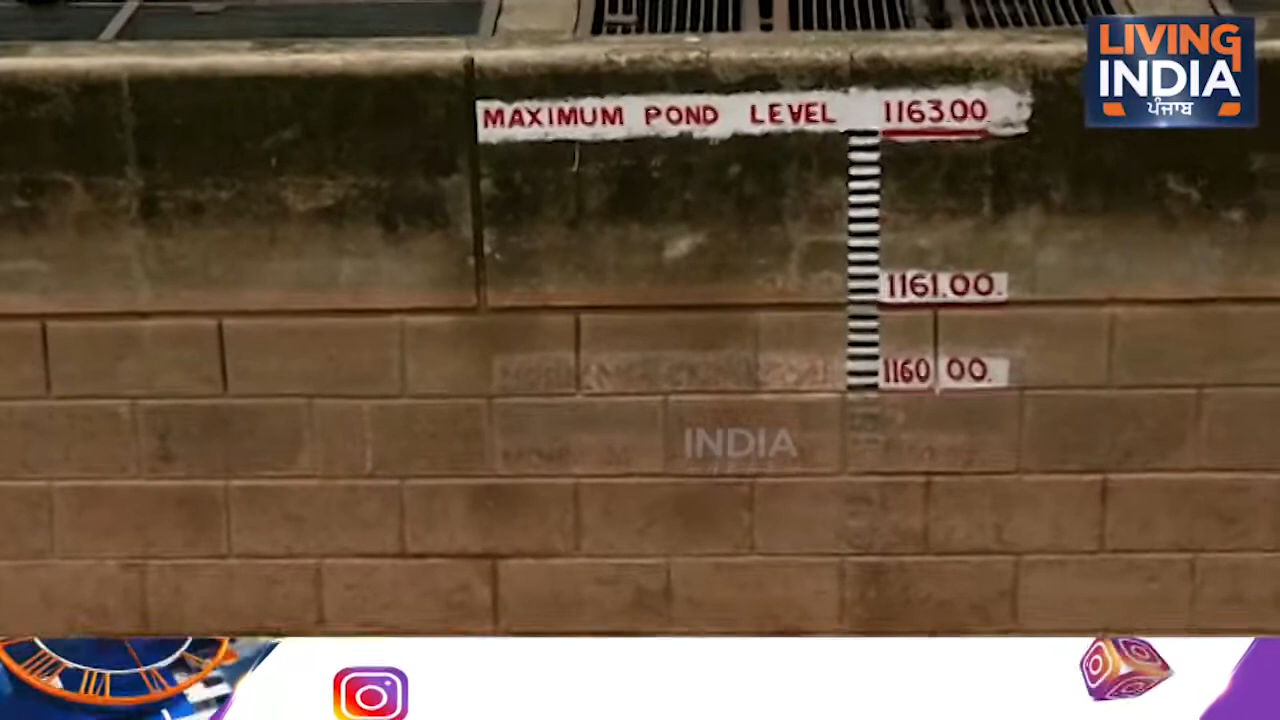 LIVING
INDIA
ਪੰਜਾਬ
MAXIMUM POND LEVEL 1163.00
1161.00.
1160 00.
INDIA